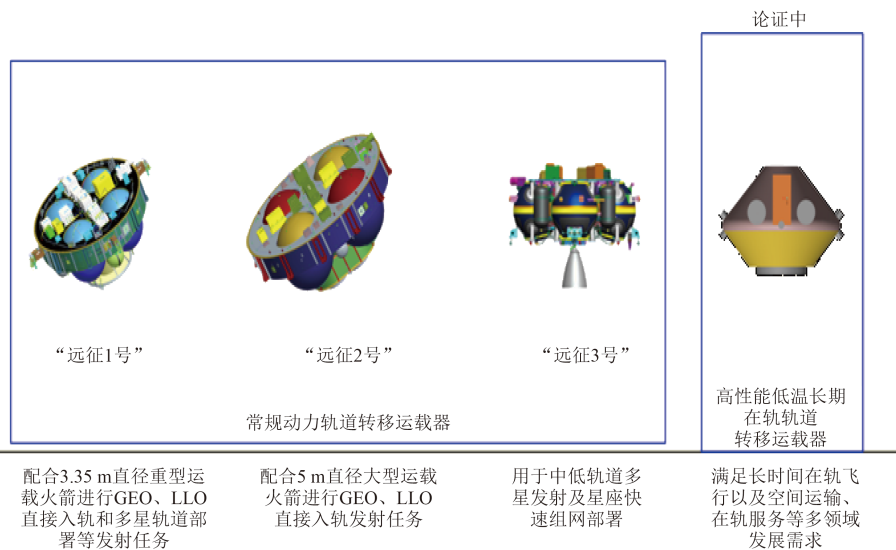 论证中
“远征1号”
“远征2号”
“远征3号”
常规动力轨道转移运载器
高性能低温长期
在轨轨道
转移运载器
配合3.35 m直径重型运
载火箭进行GEO、LLO
直接入轨和多星轨道部
署等发射任务
配合5 m直径大型运载
火箭进行GEO、LLO
直接入轨发射任务
用于中低轨道多
星发射及星座快
速组网部署
满足长时间在轨飞
行以及空间运输、
在轨服务等多领域
发展需求